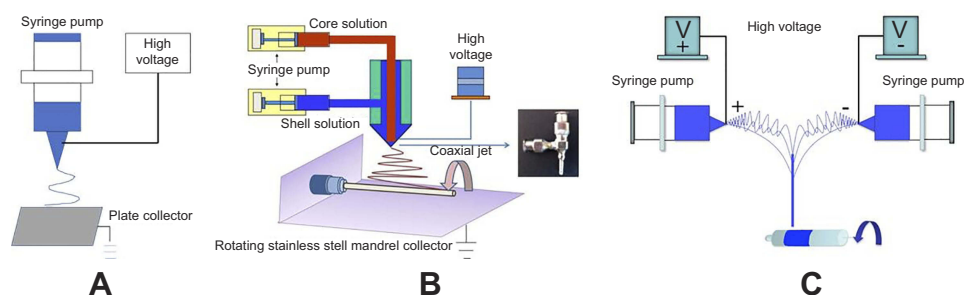 Syringe pump
High
voltage
Plate collector
A
Core solution
Syringe pump
Shell solution
High
voltage
Coaxial jet
Rotating stainless stell mandrel collector
B
High voltage
V
+
V
-
Syringe pump
Syringe pump
+
-
C